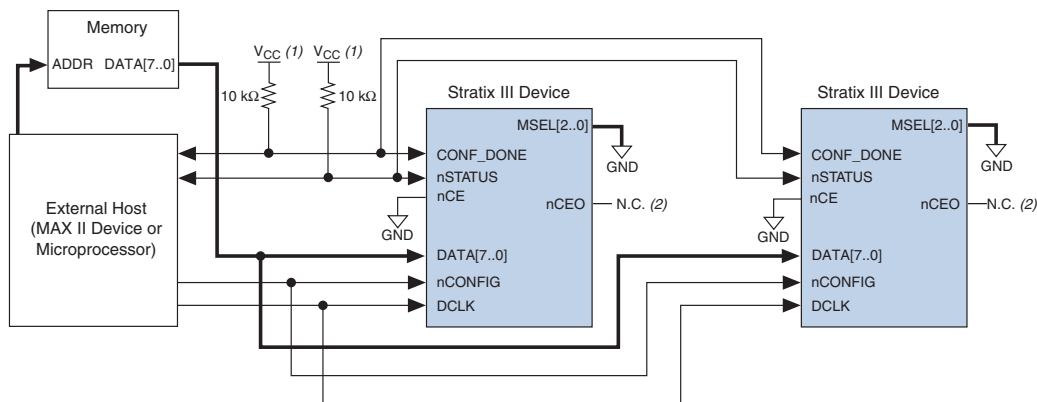 Memory
ADDR DATA[7..0]
VCC (1) VCC (1)
10 kΩ 10 kΩ
External Host
(MAX II Device or
Microprocessor)
Stratix III Device
MSEL[2..0]
GND
CONF_DONE
nSTATUS
nCE
GND
nCEO N.C. (2)
DATA[7..0]
nCONFIG
DCLK
Stratix III Device
MSEL[2..0]
GND
CONF_DONE
nSTATUS
nCE
GND
nCEO N.C. (2)
DATA[7..0]
nCONFIG
DCLK